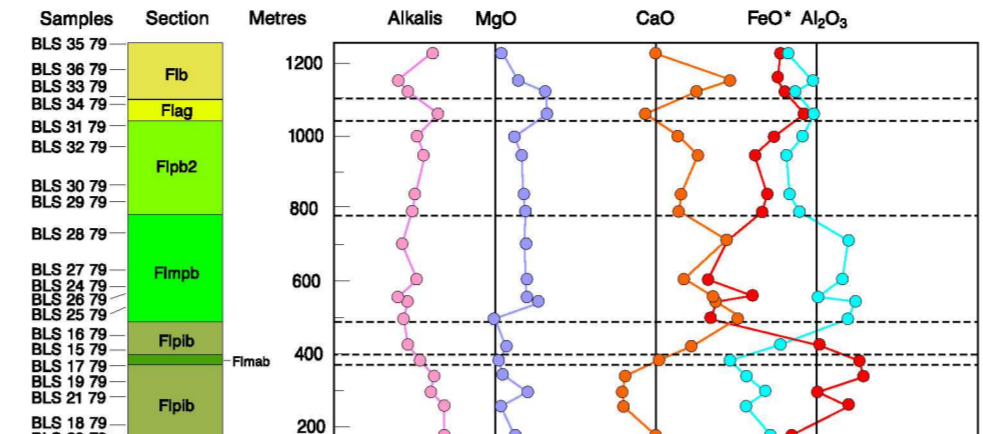 Samples Section Metres Alkalis MgO CaO FeO* Al₂O₃
BLS 35 79
1200
BLS 36 79
Flb
BLS 33 79
BLS 34 79
Flag
BLS 31 79
1000
BLS 32 79
Flpb2
BLS 30 79
BLS 29 79
800
BLS 28 79
BLS 27 79
Flmpb
BLS 24 79
600
BLS 26 79
BLS 25 79
BLS 16 79
Flpib
BLS 15 79
400
BLS 17 79
Flmab
BLS 19 79
BLS 21 79
Flpib
BLS 18 79
200